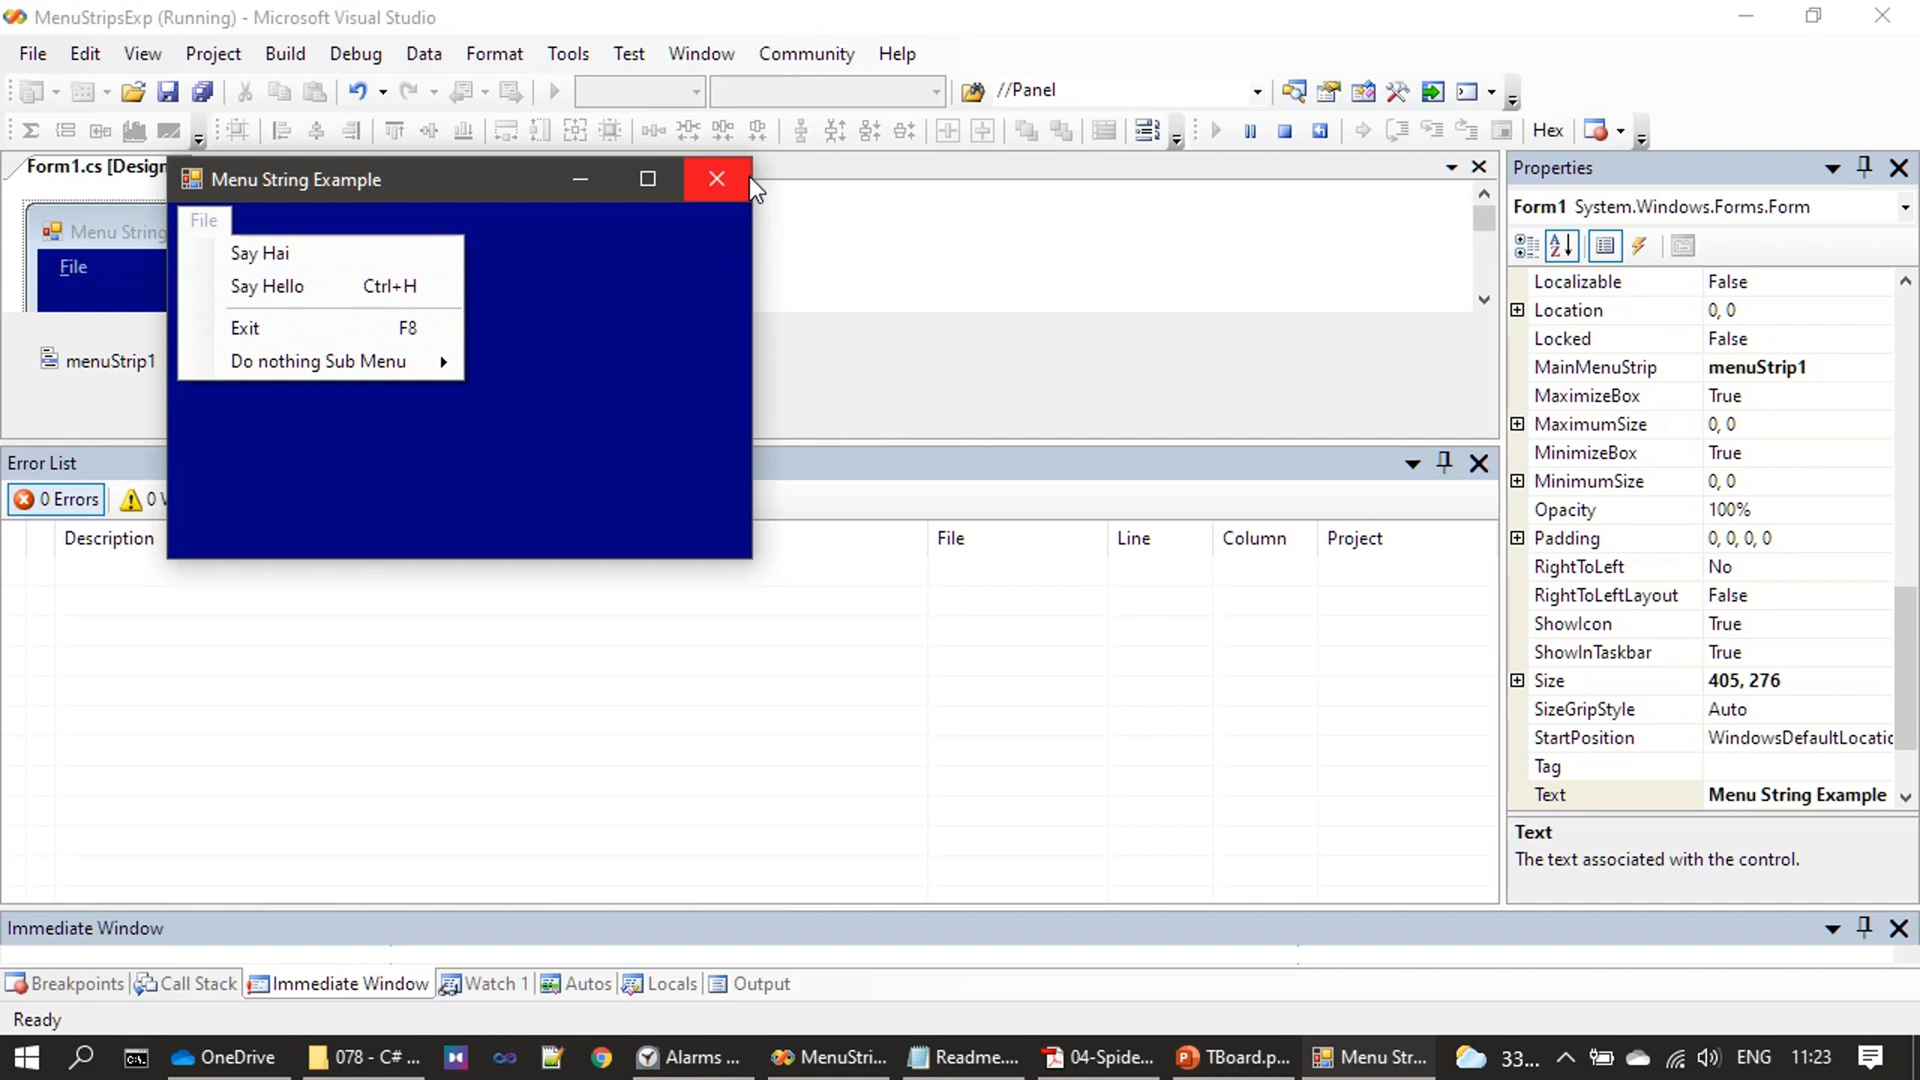 MenuStripsExp (Running) - Microsoft Visual Studio
File Edit View Project Build Debug Data Format Tools Test Window Community Help
//Panel
Hex
Form1.cs [Design
Menu String Example
File
Say Hai
Say Hello Ctrl+H
Exit F8
Do nothing Sub Menu
Menu String
File
menuStrip1
Properties
Form1 System.Windows.Forms.Form
Localizable False
Location 0, 0
Locked False
MainMenuStrip menuStrip1
MaximizeBox True
MaximumSize 0, 0
MinimizeBox True
MinimumSize 0, 0
Opacity 100%
Padding 0, 0, 0, 0
RightToLeft No
RightToLeftLayout False
ShowIcon True
ShowInTaskbar True
Size 405, 276
SizeGripStyle Auto
StartPosition WindowsDefaultLocatic
Tag
Text Menu String Example
Text
The text associated with the control.
Error List
0 Errors 0
Description File Line Column Project
Immediate Window
Breakpoints Call Stack Immediate Window Watch 1 Autos Locals Output
Ready
OneDrive 078 - C# ... Alarms ... MenuStri... Readme.... 04-Spide... TBoard.p... Menu Str... 33... ENG 11:23